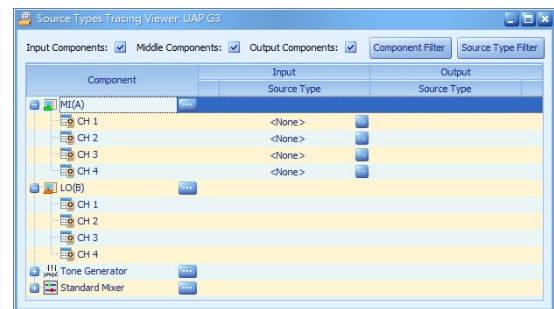 Source Types Tracing Viewer: UAP G3
Input Components: Middle Components: Output Components: Component Filter Source Type Filter
Component Input Output
Source Type Source Type
MI(A) ...
CH 1 <None> ...
CH 2 <None> ...
CH 3 <None> ...
CH 4 <None> ...
LO(B) ...
CH 1
CH 2
CH 3
CH 4
Tone Generator ...
Standard Mixer ...